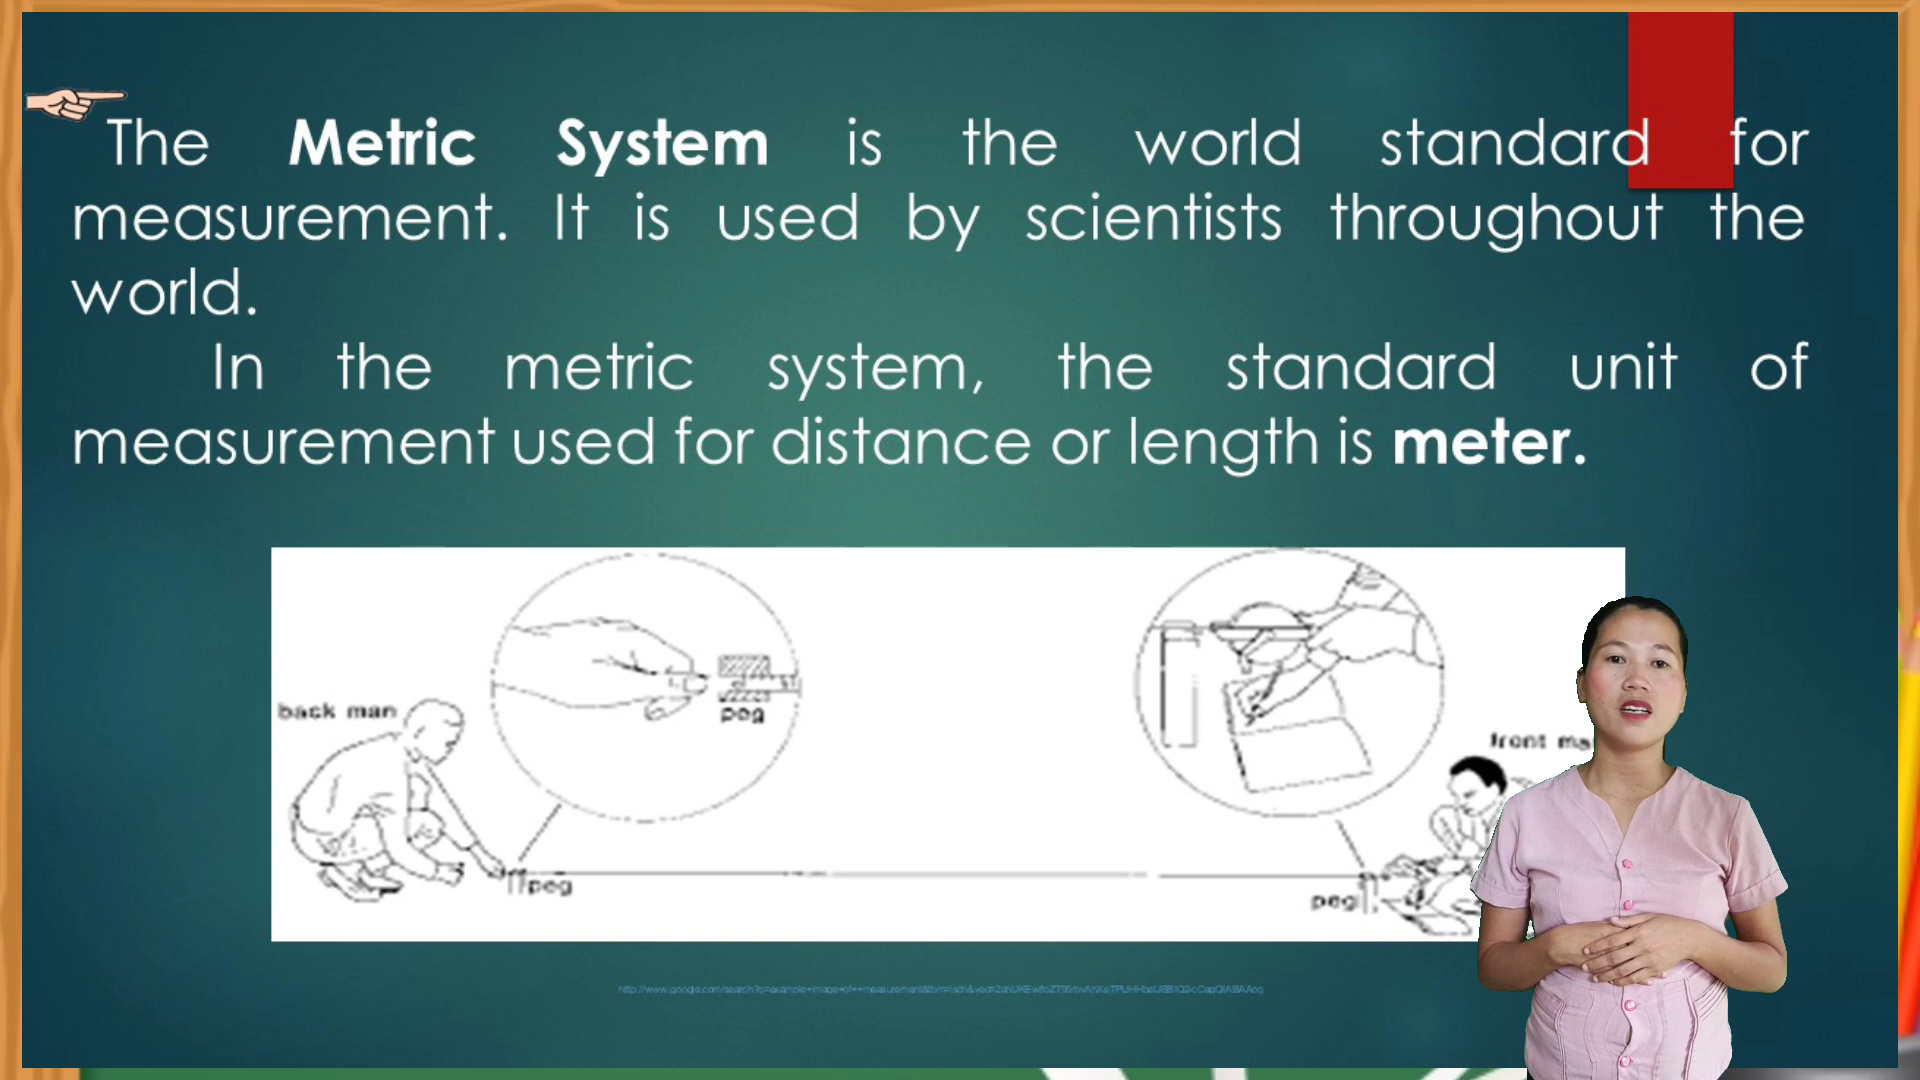 The Metric System is the world standard for
measurement. It is used by scientists throughout the
world.
In the metric system, the standard unit of
measurement used for distance or length is meter.
back man
peg
front
peg
peg